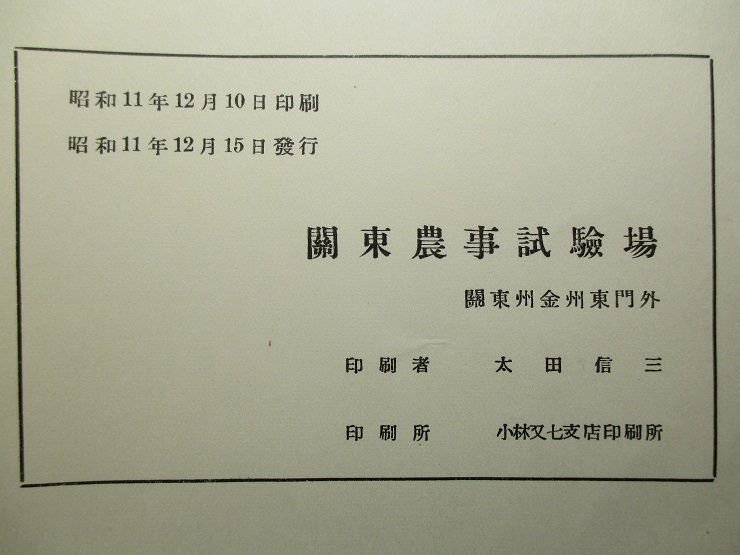 昭和11年12月10日印刷
昭和11年12月15日發行
關東農事試驗場
關東州金州東門外
印刷者 太田信三
印刷所 小林又七支店印刷所